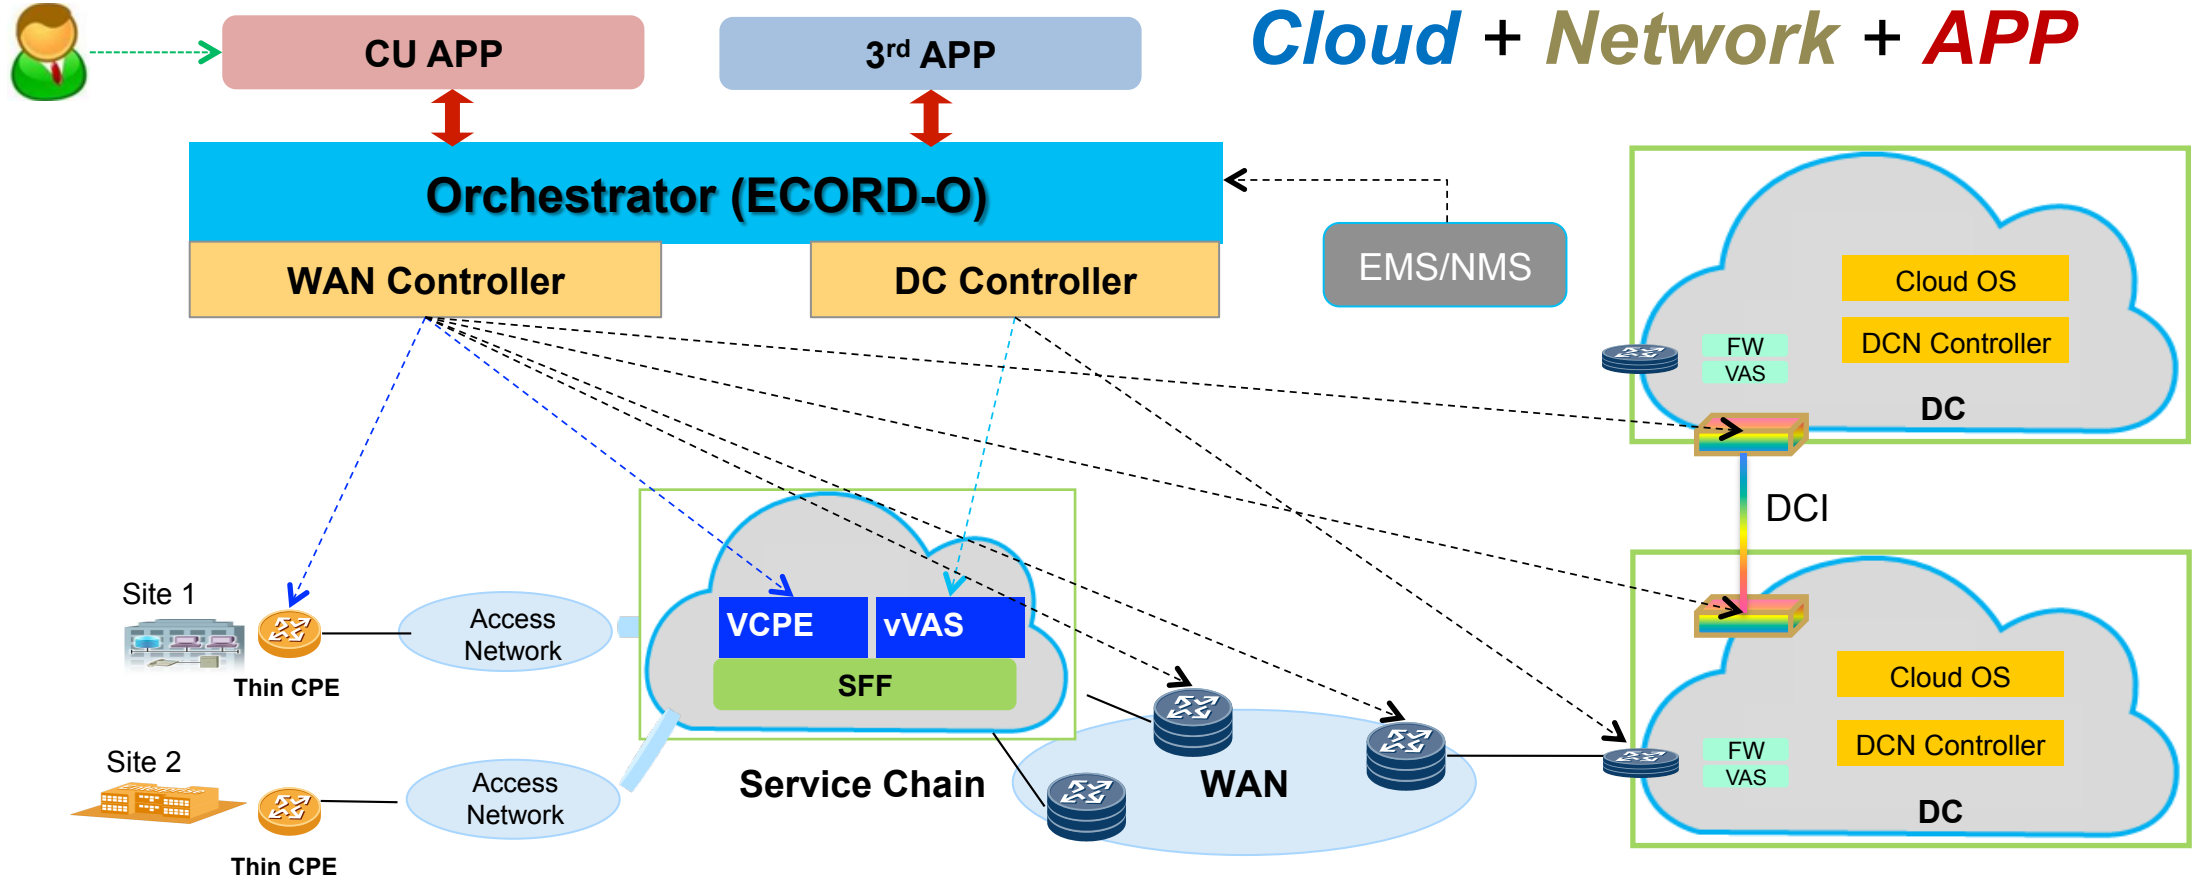 Cloud + Network + APP
CU APP
3rd APP
Orchestrator (ECORD-O)
WAN Controller
DC Controller
EMS/NMS
Cloud OS
DCN Controller
FW
VAS
DC
DCI
Site 1
Thin CPE
Access
Network
VCPE
vVAS
SFF
Site 2
Enterprise
Thin CPE
Access
Network
Service Chain
WAN
Cloud OS
DCN Controller
FW
VAS
DC